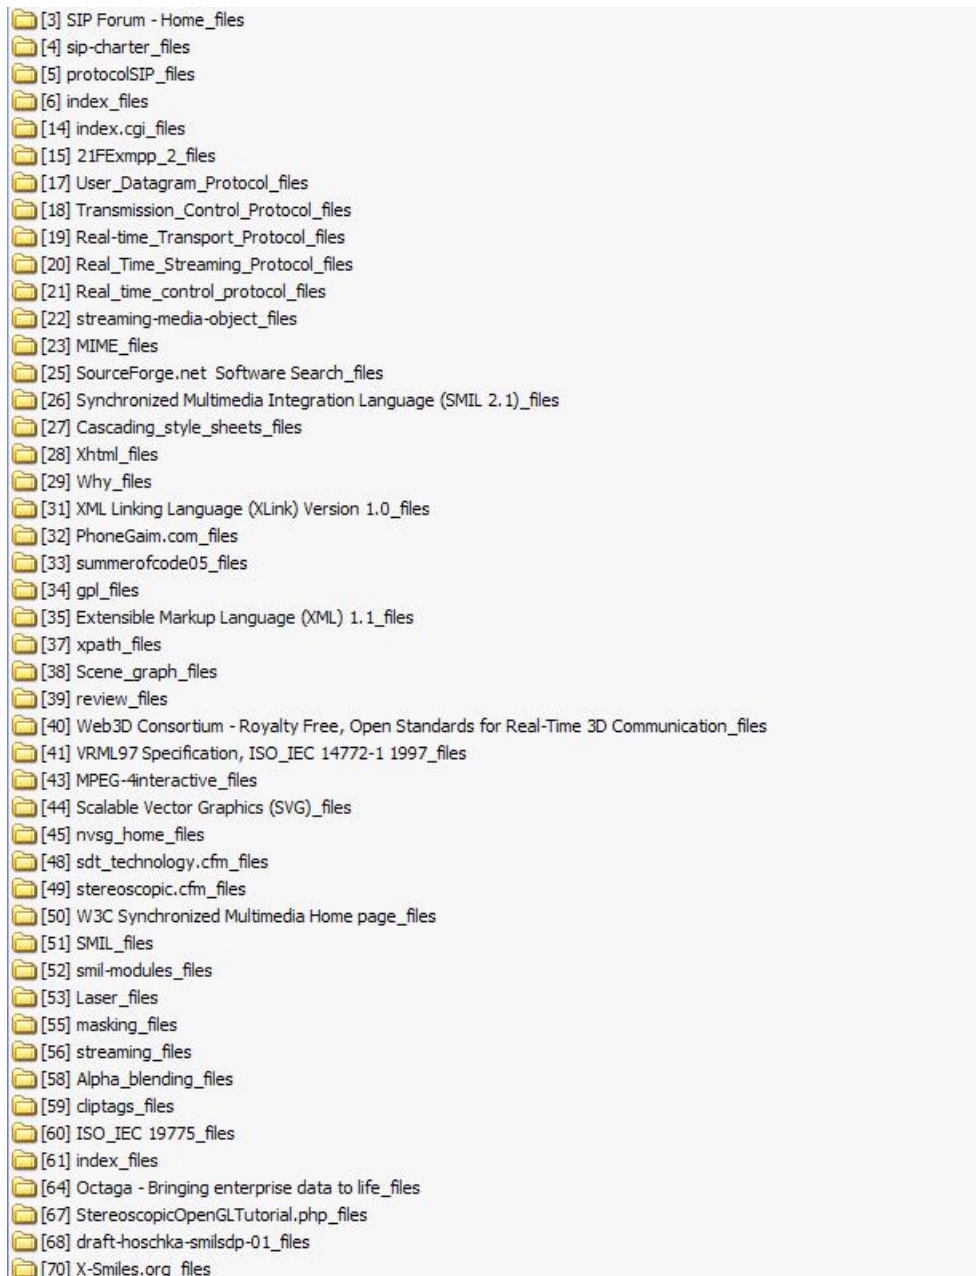 [3] SIP Forum - Home_files
[4] sip-charter_files
[5] protocolSIP_files
[6] index_files
[14] index.cgi_files
[15] 21FExmpp_2_files
[17] User_Datagram_Protocol_files
[18] Transmission_Control_Protocol_files
[19] Real-time_Transport_Protocol_files
[20] Real_Time_Streaming_Protocol_files
[21] Real_time_control_protocol_files
[22] streaming-media-object_files
[23] MIME_files
[25] SourceForge.net  Software Search_files
[26] Synchronized Multimedia Integration Language (SMIL 2.1)_files
[27] Cascading_style_sheets_files
[28] Xhtml_files
[29] Why_files
[31] XML Linking Language (XLink) Version 1.0_files
[32] PhoneGaim.com_files
[33] summerofcode05_files
[34] gpl_files
[35] Extensible Markup Language (XML) 1.1_files
[37] xpath_files
[38] Scene_graph_files
[39] review_files
[40] Web3D Consortium - Royalty Free, Open Standards for Real-Time 3D Communication_files
[41] VRML97 Specification, ISO_IEC 14772-1 1997_files
[43] MPEG-4interactive_files
[44] Scalable Vector Graphics (SVG)_files
[45] nvsg_home_files
[48] sdt_technology.cfm_files
[49] stereoscopic.cfm_files
[50] W3C Synchronized Multimedia Home page_files
[51] SMIL_files
[52] smil-modules_files
[53] Laser_files
[55] masking_files
[56] streaming_files
[58] Alpha_blending_files
[59] cliptags_files
[60] ISO_IEC 19775_files
[61] index_files
[64] Octaga - Bringing enterprise data to life_files
[67] StereoscopicOpenGLTutorial.php_files
[68] draft-hoschka-smilsdp-01_files
[70] X-Smiles.org_files